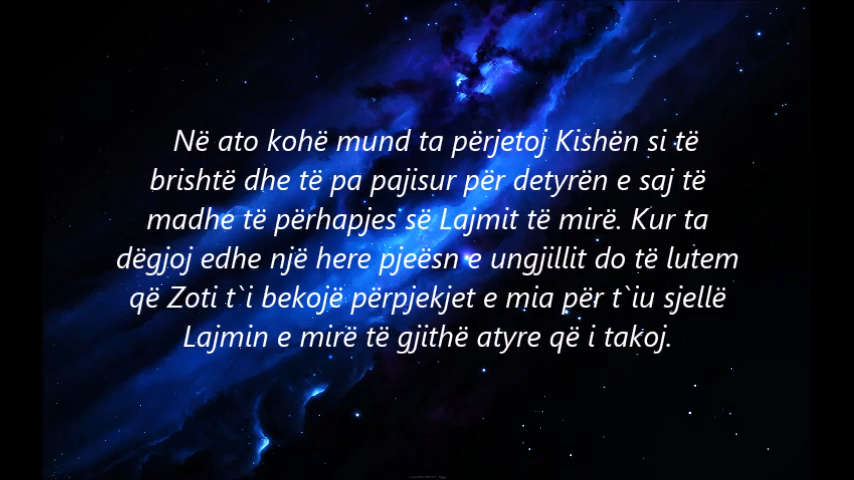 Në ato kohë mund ta përjetoj Kishën si të
brishtë dhe të pa pajisur për detyrën e saj të
madhe të përhapjes së Lajmit të mirë. Kur ta
dëgjoj edhe një here pjeësn e ungjillit do të lutem
që Zoti t`i bekojë përpjekjet e mia për t`iu sjellë
Lajmin e mirë të gjithë atyre që i takoj.